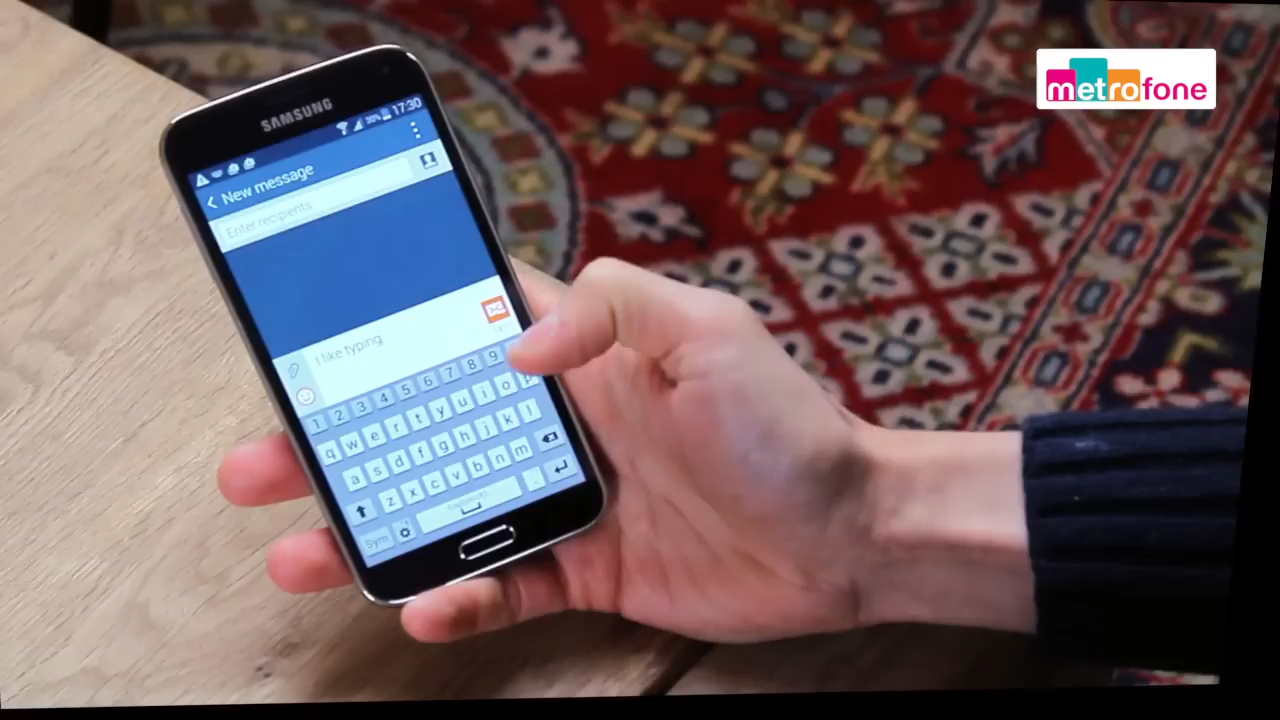 metrofone
SAMSUNG
30% 17:30
New message
Enter recipients
I like typing
1 2 3 4 5 6 7 8 9
q w e r t y u i o p
a s d f g h j k l
z x c v b n m
Sym .